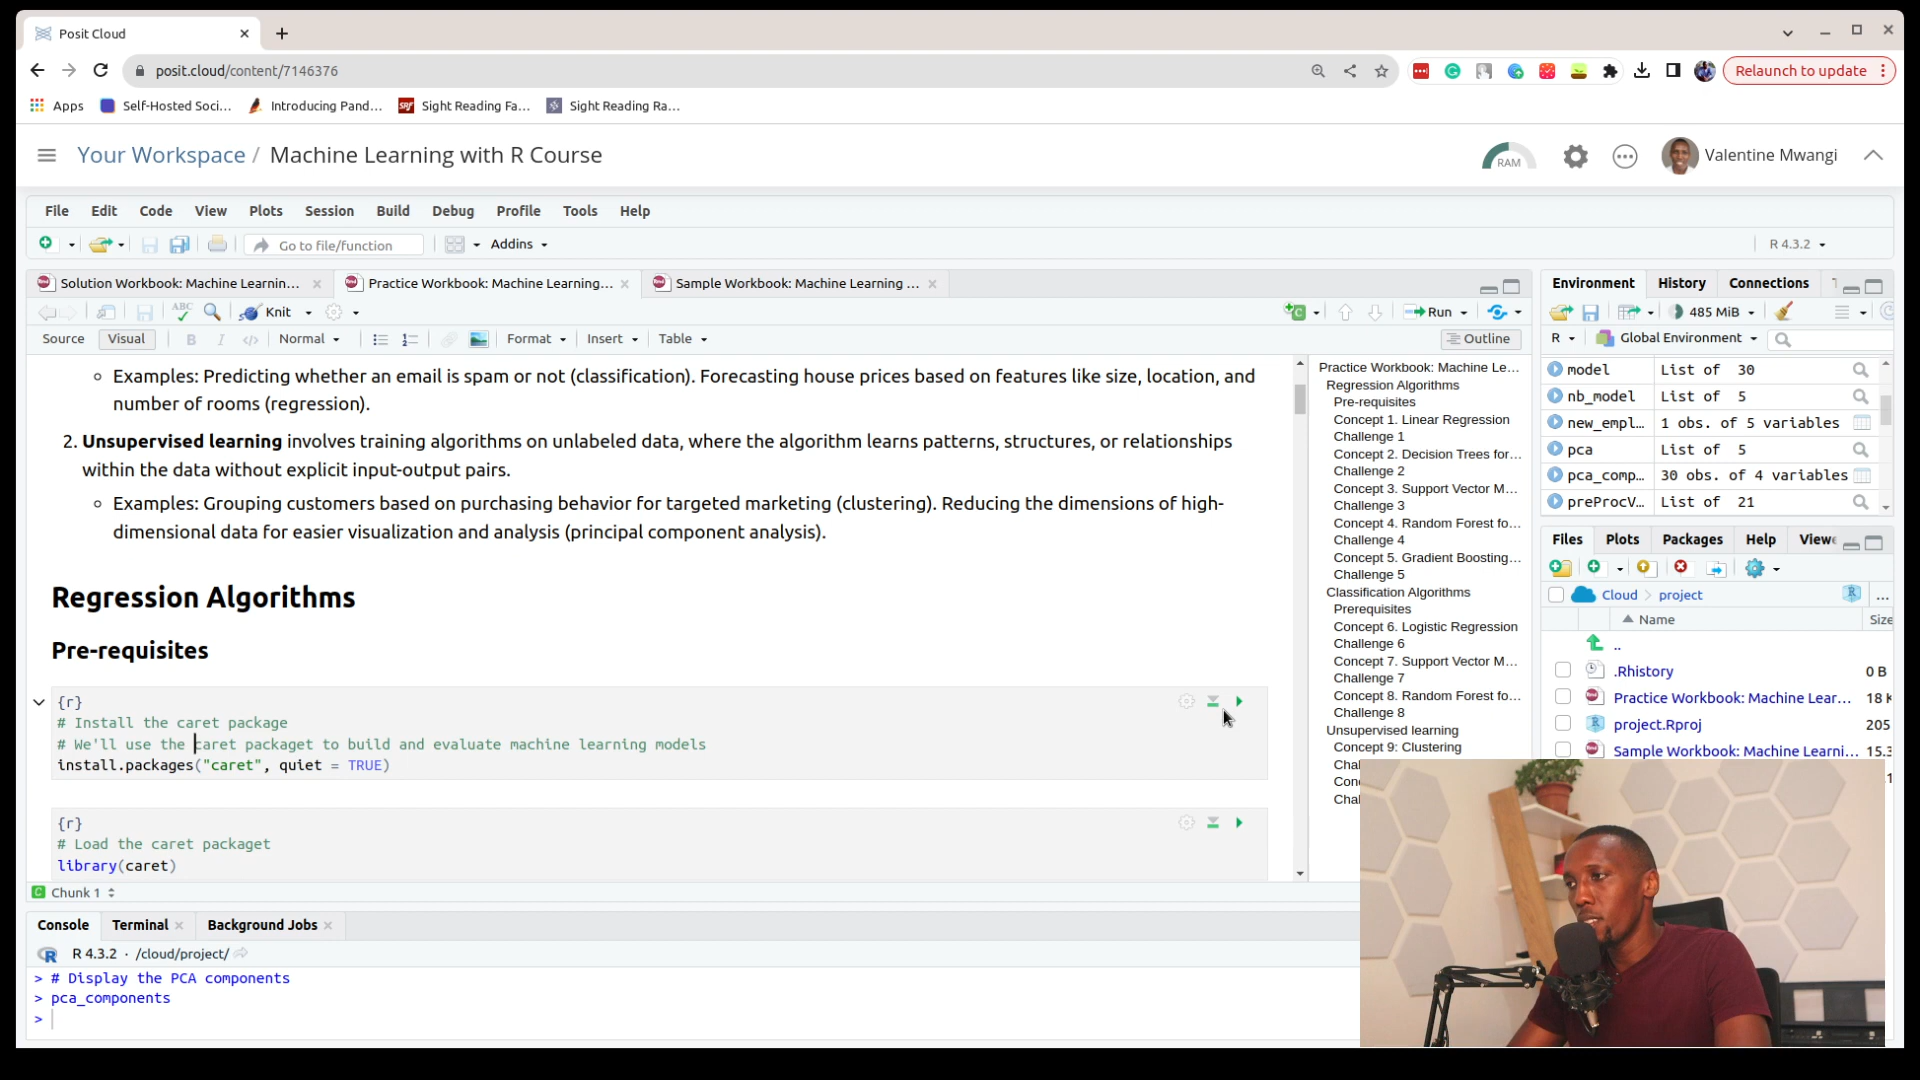 Posit Cloud
posit.cloud/content/7146376
Relaunch to update
Apps
Self-Hosted Soci...
Introducing Pand...
Sight Reading Fa...
Sight Reading Ra...
Your Workspace / Machine Learning with R Course
RAM
Valentine Mwangi
File Edit Code View Plots Session Build Debug Profile Tools Help
Go to file/function
Addins
R 4.3.2
Solution Workbook: Machine Learnin...
Practice Workbook: Machine Learning...
Sample Workbook: Machine Learning ...
ABC
Knit
Run
Source Visual B I </> Normal Format Insert Table Outline
Examples: Predicting whether an email is spam or not (classification). Forecasting house prices based on features like size, location, and
number of rooms (regression).
2. Unsupervised learning involves training algorithms on unlabeled data, where the algorithm learns patterns, structures, or relationships
within the data without explicit input-output pairs.
Examples: Grouping customers based on purchasing behavior for targeted marketing (clustering). Reducing the dimensions of high-
dimensional data for easier visualization and analysis (principal component analysis).
Regression Algorithms
Pre-requisites
{r}
# Install the caret package
# We'll use the caret packaget to build and evaluate machine learning models
install.packages("caret", quiet = TRUE)
{r}
# Load the caret packaget
library(caret)
Chunk 1
Practice Workbook: Machine Le...
Regression Algorithms
Pre-requisites
Concept 1. Linear Regression
Challenge 1
Concept 2. Decision Trees for...
Challenge 2
Concept 3. Support Vector M...
Challenge 3
Concept 4. Random Forest fo...
Challenge 4
Concept 5. Gradient Boosting...
Challenge 5
Classification Algorithms
Prerequisites
Concept 6. Logistic Regression
Challenge 6
Concept 7. Support Vector M...
Challenge 7
Concept 8. Random Forest fo...
Challenge 8
Unsupervised learning
Concept 9: Clustering
Cha
Con
Cha
Console Terminal Background Jobs
R 4.3.2 · /cloud/project/
> # Display the PCA components
> pca_components
>
Environment History Connections
485 MiB
R Global Environment
model List of 30
nb_model List of 5
new_empl... 1 obs. of 5 variables
pca List of 5
pca_comp... 30 obs. of 4 variables
preProcV... List of 21
Files Plots Packages Help View
Cloud > project ...
Name Size
..
.Rhistory 0 B
Practice Workbook: Machine Lear... 18 K
project.Rproj 205
Sample Workbook: Machine Learni... 15.3